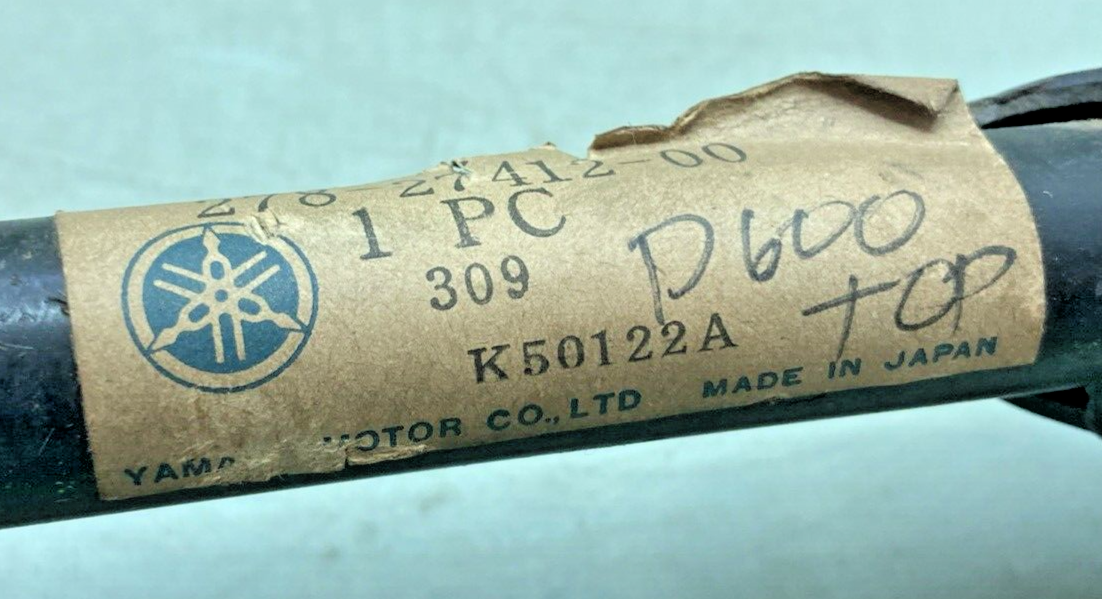 278-27412-00
1 PC
309
K50122A
D600
TOP
MOTOR CO., LTD MADE IN JAPAN